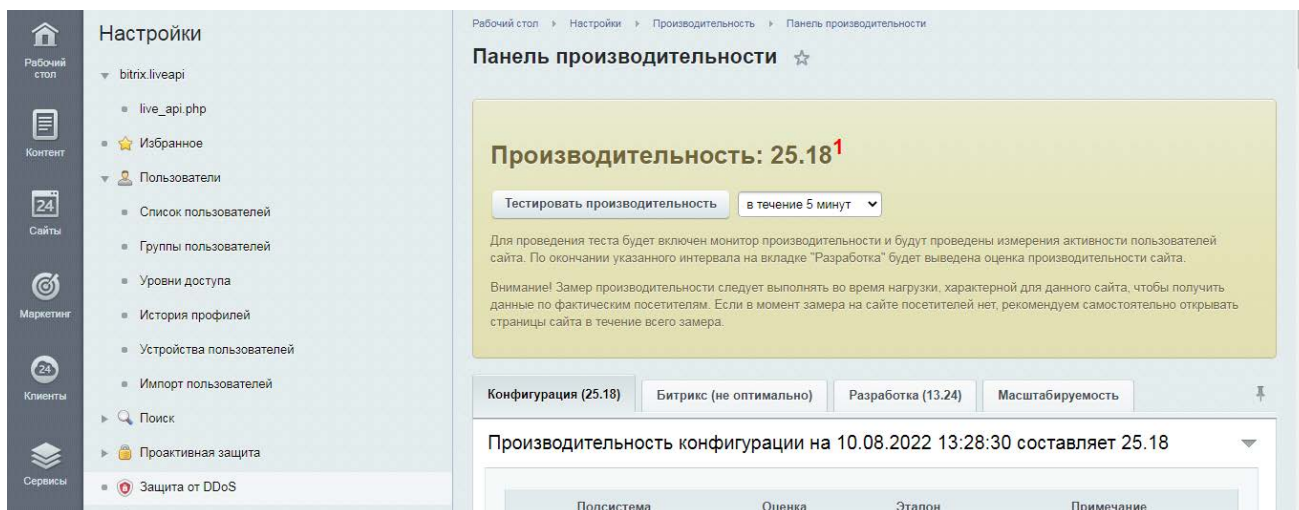 Рабочий стол
Контент
24
Сайты
Маркетинг
24
Клиенты
Сервисы
Настройки
bitrix.liveapi
live_api.php
Избранное
Пользователи
Список пользователей
Группы пользователей
Уровни доступа
История профилей
Устройства пользователей
Импорт пользователей
Поиск
Проактивная защита
Защита от DDoS
Рабочий стол Настройки Производительность Панель производительности
Панель производительности
Производительность: 25.18¹
Тестировать производительность в течение 5 минут
Для проведения теста будет включен монитор производительности и будут проведены измерения активности пользователей
сайта. По окончании указанного интервала на вкладке "Разработка" будет выведена оценка производительности сайта.
Внимание! Замер производительности следует выполнять во время нагрузки, характерной для данного сайта, чтобы получить
данные по фактическим посетителям. Если в момент замера на сайте посетителей нет, рекомендуем самостоятельно открывать
страницы сайта в течение всего замера.
Конфигурация (25.18) Битрикс (не оптимально) Разработка (13.24) Масштабируемость
Производительность конфигурации на 10.08.2022 13:28:30 составляет 25.18
Подсистема Оценка Эталон Примечание